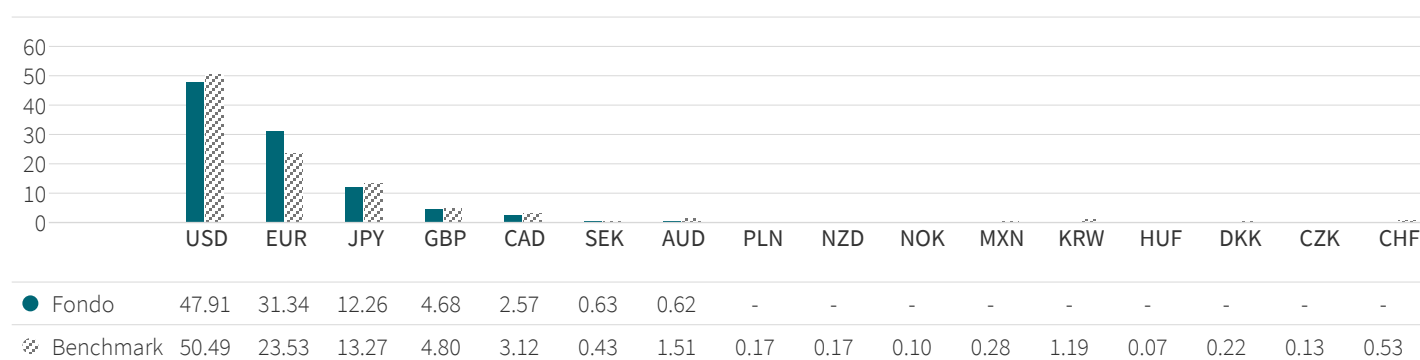 60
50
40
30
20
10
0
USD EUR JPY GBP CAD SEK AUD PLN NZD NOK MXN KRW HUF DKK CZK CHF
Fondo 47.91 31.34 12.26 4.68 2.57 0.63 0.62 - - - - - - - - -
Benchmark 50.49 23.53 13.27 4.80 3.12 0.43 1.51 0.17 0.17 0.10 0.28 1.19 0.07 0.22 0.13 0.53